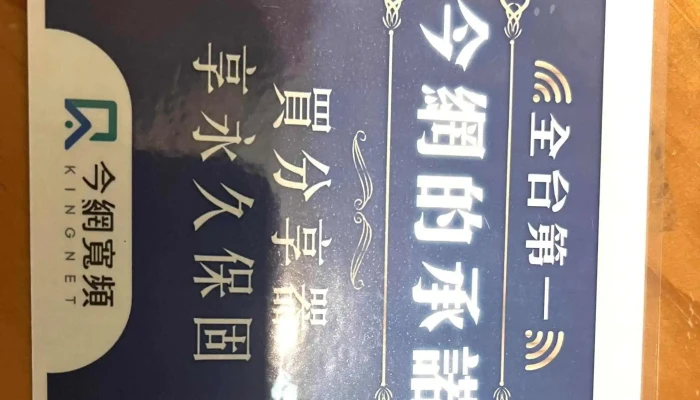 全台第一
今網的承諾
買分享器
享永久保固
今網寬頻
KINGNET